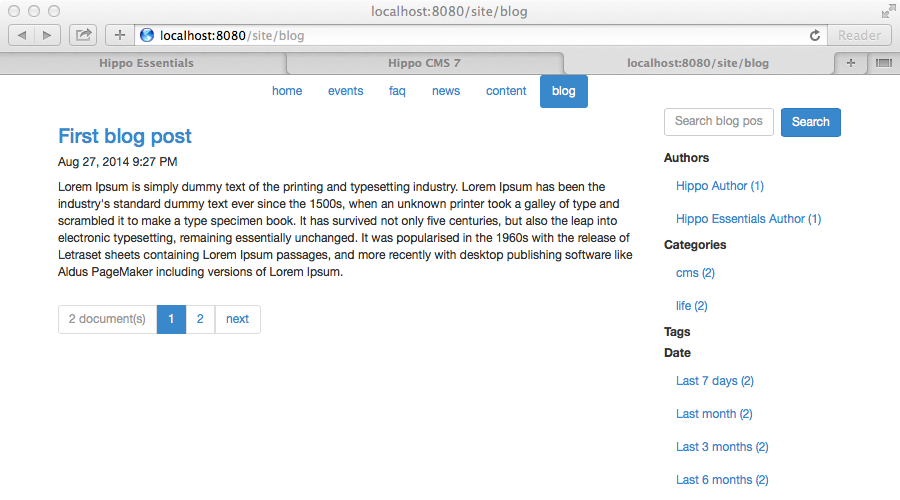 localhost:8080/site/blog
localhost:8080/site/blog
Reader
Hippo Essentials
Hippo CMS 7
localhost:8080/site/blog
home
events
faq
news
content
blog
First blog post
Aug 27, 2014 9:27 PM
Lorem Ipsum is simply dummy text of the printing and typesetting industry. Lorem Ipsum has been the
industry's standard dummy text ever since the 1500s, when an unknown printer took a galley of type and
scrambled it to make a type specimen book. It has survived not only five centuries, but also the leap into
electronic typesetting, remaining essentially unchanged. It was popularised in the 1960s with the release of
Letraset sheets containing Lorem Ipsum passages, and more recently with desktop publishing software like
Aldus PageMaker including versions of Lorem Ipsum.
2 document(s)
1
2
next
Search blog pos
Search
Authors
Hippo Author (1)
Hippo Essentials Author (1)
Categories
cms (2)
life (2)
Tags
Date
Last 7 days (2)
Last month (2)
Last 3 months (2)
Last 6 months (2)